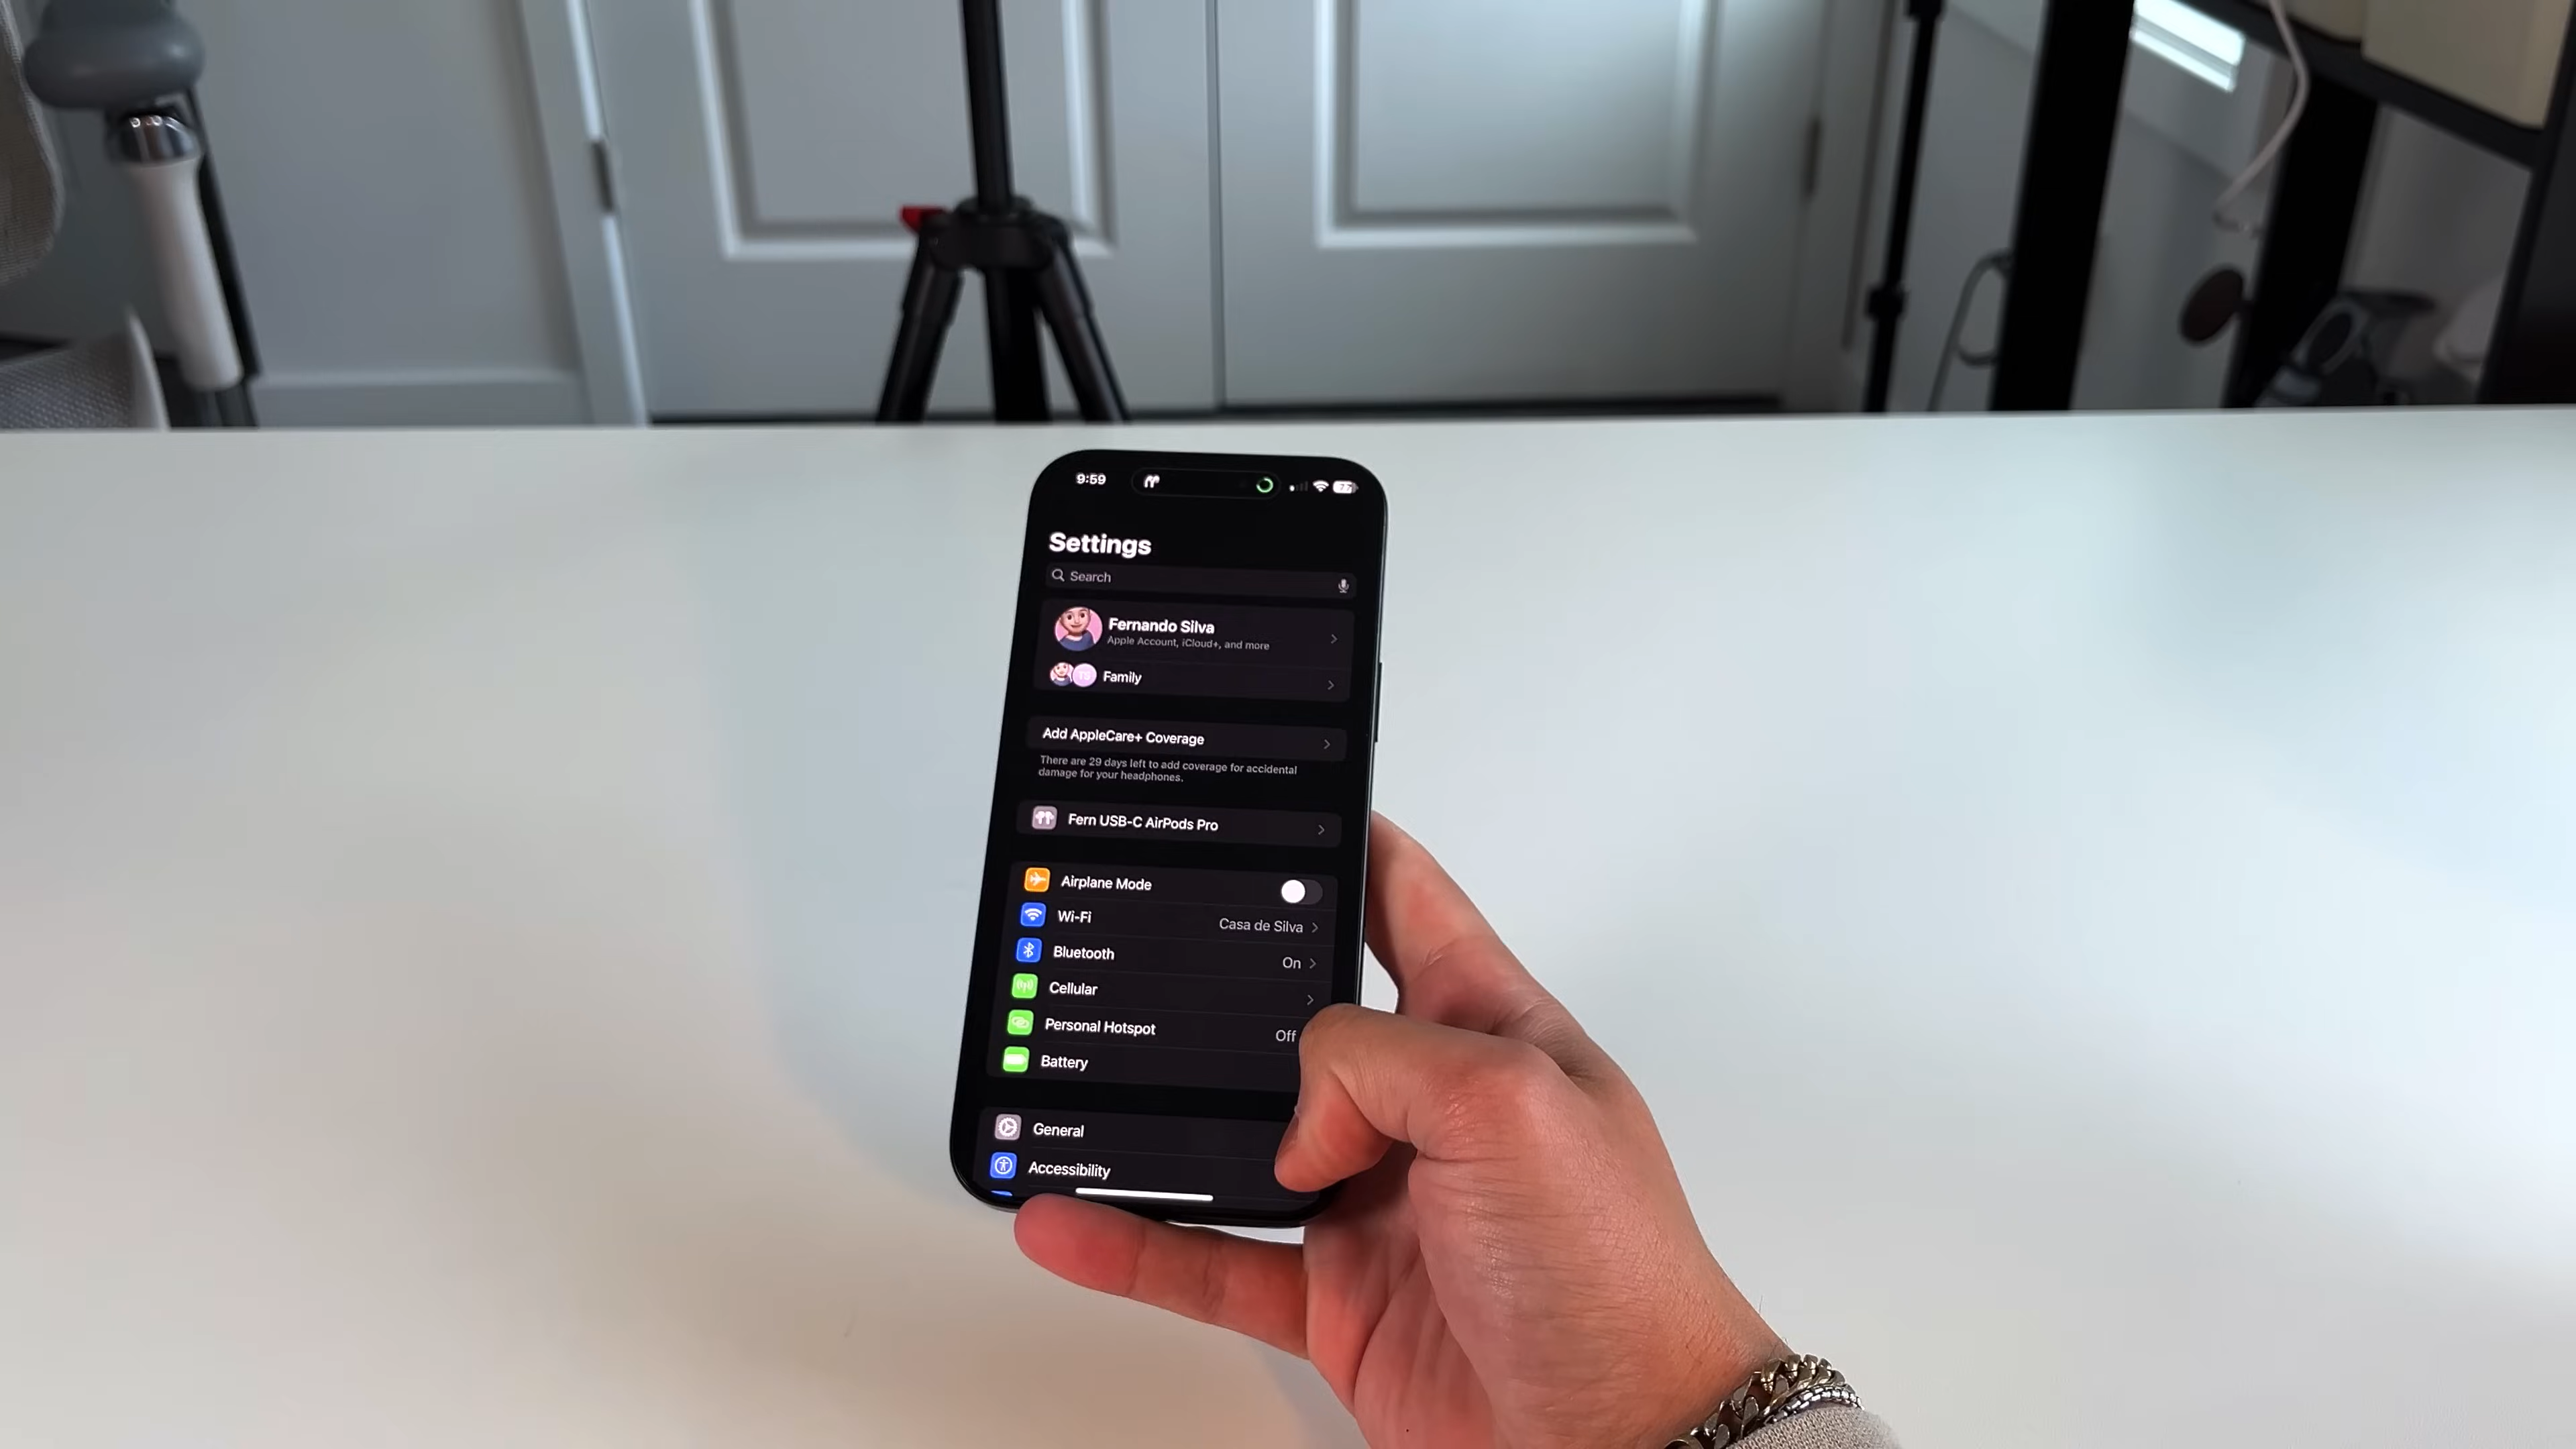 9:59
77
Settings
Search
Fernando Silva
Apple Account, iCloud+, and more
Family
Add AppleCare+ Coverage
There are 29 days left to add coverage for accidental
damage for your headphones.
Fern USB-C AirPods Pro
Airplane Mode
Wi-Fi Casa de Silva
Bluetooth On
Cellular
Personal Hotspot Off
Battery
General
Accessibility